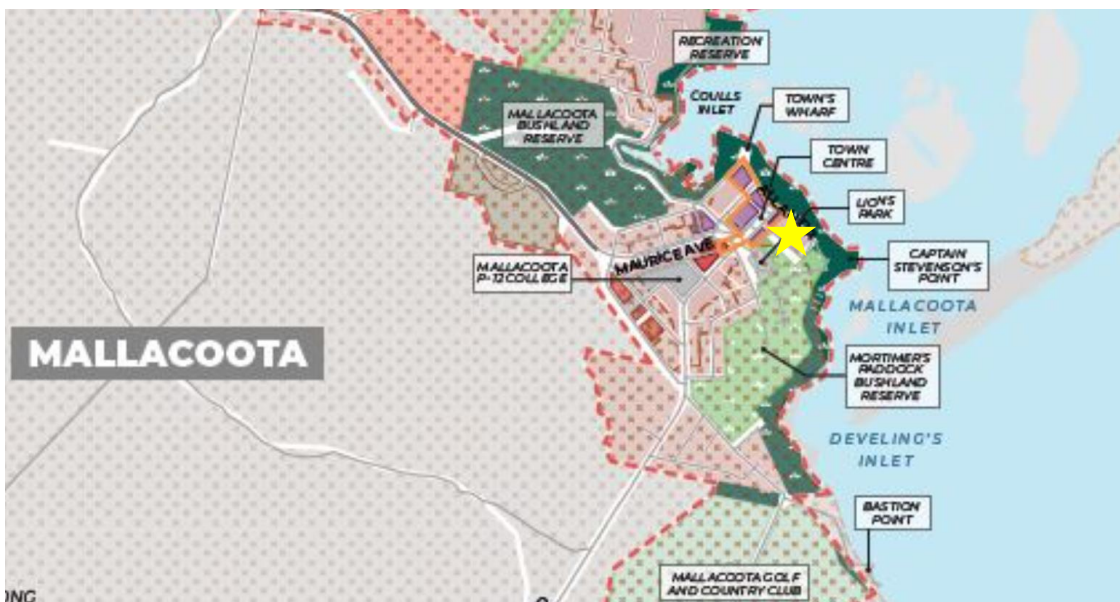 RECREATION
RESERVE
COULLS
INLET
TOWN'S
WHARF
MALLACOOTA
BUSHLAND
RESERVE
TOWN
CENTRE
LION'S
PARK
MAURICE AVE
MALLACOOTA
P-12 COLLEGE
CAPTAIN
STEVENSON'S
POINT
MALLACOOTA
INLET
MALLACOOTA
MORTIMER'S
PADDOCK
BUSHLAND
RESERVE
DEVELING'S
INLET
BASTION
POINT
MALLACOOTA GOLF
AND COUNTRY CLUB